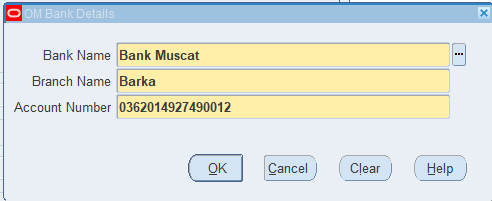 OM Bank Details
Bank Name Bank Muscat
Branch Name Barka
Account Number 0362014927490012
OK Cancel Clear Help